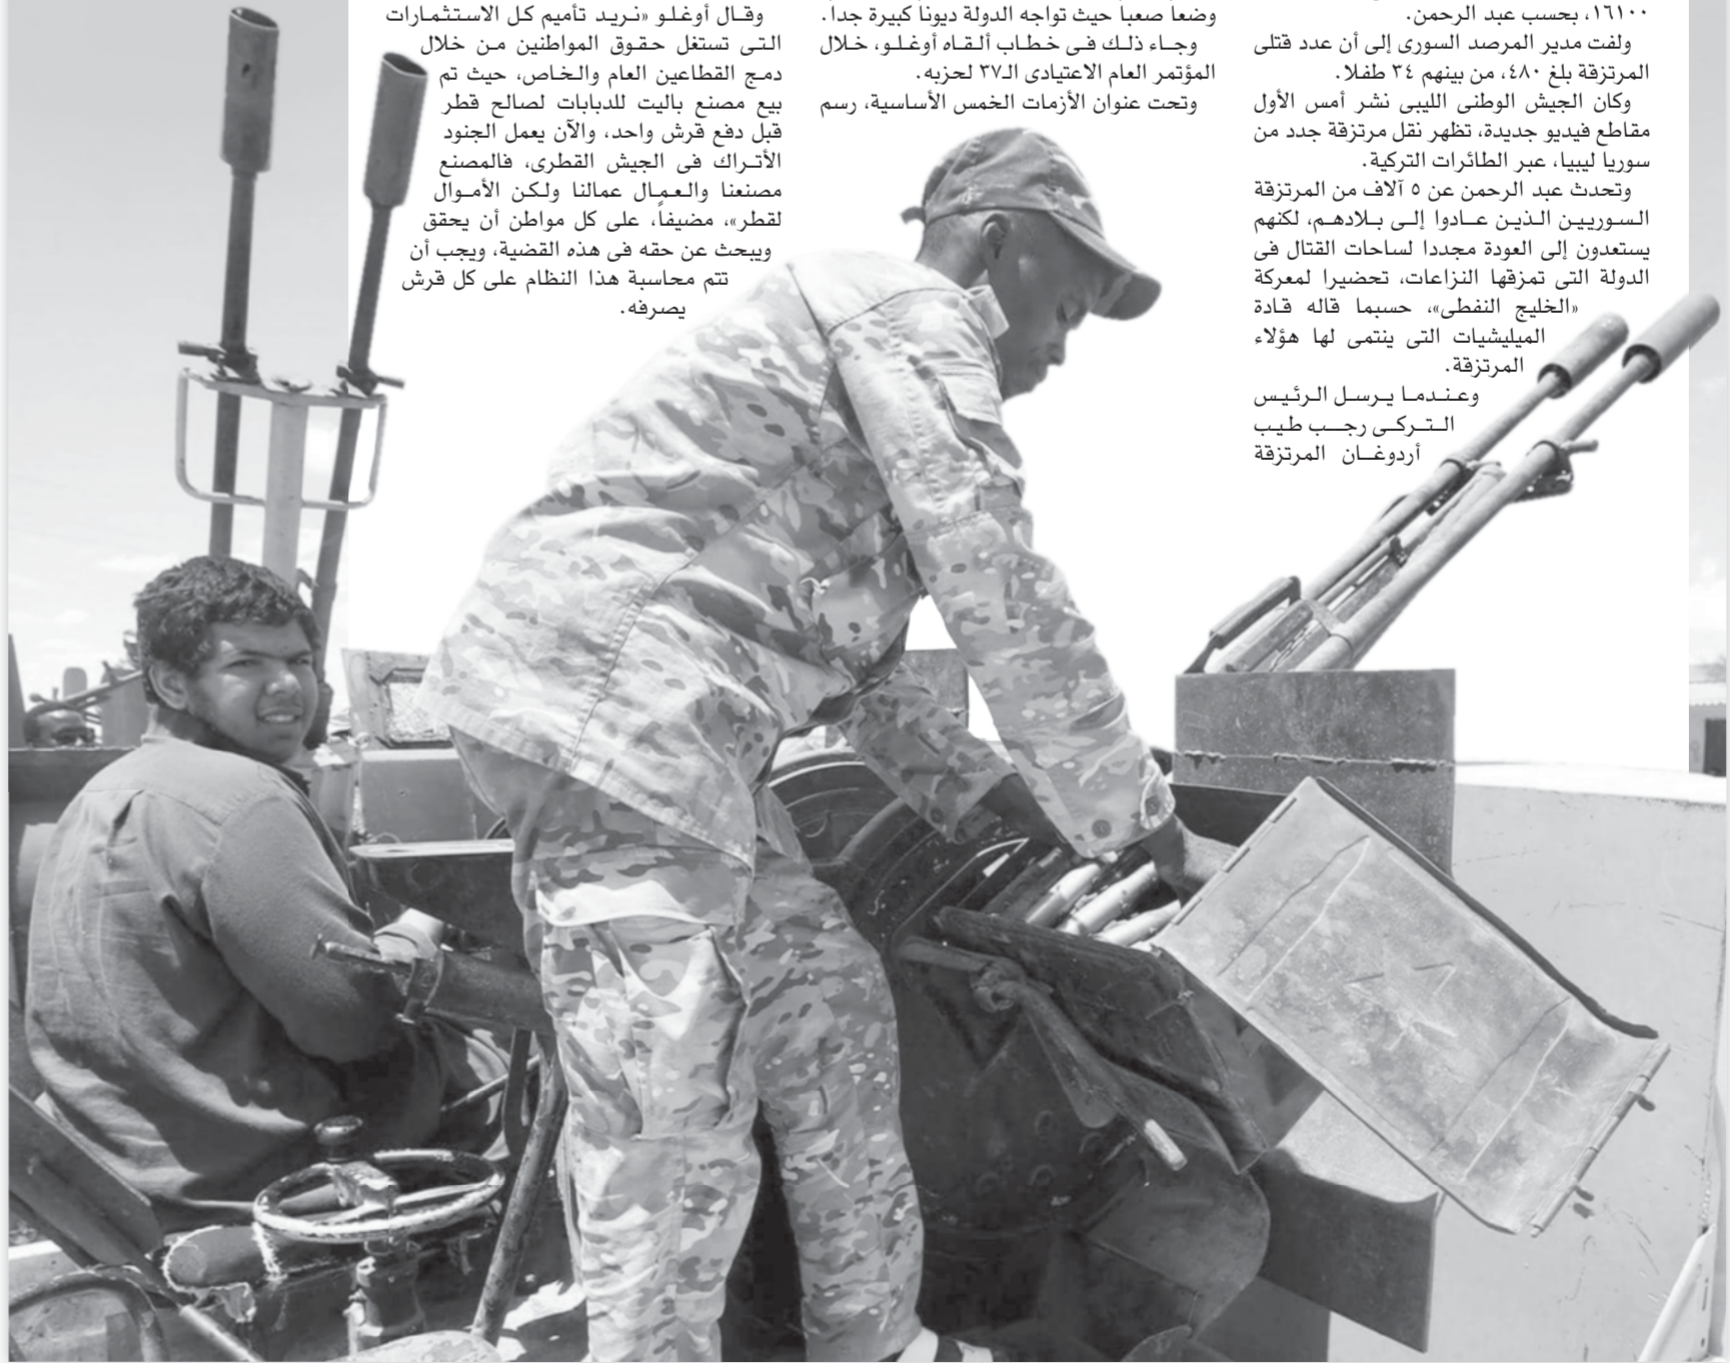 ١٦١٠٠، بحسب عبد الرحمن.
ولفت مدير المرصد السورى إلى أن عدد قتلى
المرتزقة بلغ ٤٨٠، من بينهم ٣٤ طفلا.
وكان الجيش الوطنى الليبى نشر أمس الأول
مقاطع فيديو جديدة، تظهر نقل مرتزقة جدد من
سوريا ليبيا، عبر الطائرات التركية.
وتحدث عبد الرحمن عن ٥ آلاف من المرتزقة
السوريين الذين عادوا إلى بلادهم، لكنهم
يستعدون إلى العودة مجددا لساحات القتال فى
الدولة التى تمزقها النزاعات، تحضيرا لمعركة
«الخليج النفطى»، حسبما قاله قادة
الميليشيات التى ينتمى لها هؤلاء
المرتزقة.
وعندما يرسل الرئيس
التركى رجب طيب
أردوغان المرتزقة
وضعاً صعباً حيث تواجه الدولة ديونا كبيرة جدا.
وجاء ذلك فى خطاب ألقاه أوغلو، خلال
المؤتمر العام الاعتيادى الـ٣٧ لحزبه.
وتحت عنوان الأزمات الخمس الأساسية، رسم
وقال أوغلو «نريد تأميم كل الاستثمارات
التى تستغل حقوق المواطنين من خلال
دمج القطاعين العام والخاص، حيث تم
بيع مصنع باليت للدبابات لصالح قطر
قبل دفع قرش واحد، والآن يعمل الجنود
الأتراك فى الجيش القطرى، فالمصنع
مصنعنا والعمال عمالنا ولكن الأموال
لقطر»، مضيفاً، على كل مواطن أن يحقق
ويبحث عن حقه فى هذه القضية، ويجب أن
تتم محاسبة هذا النظام على كل قرش
يصرفه.